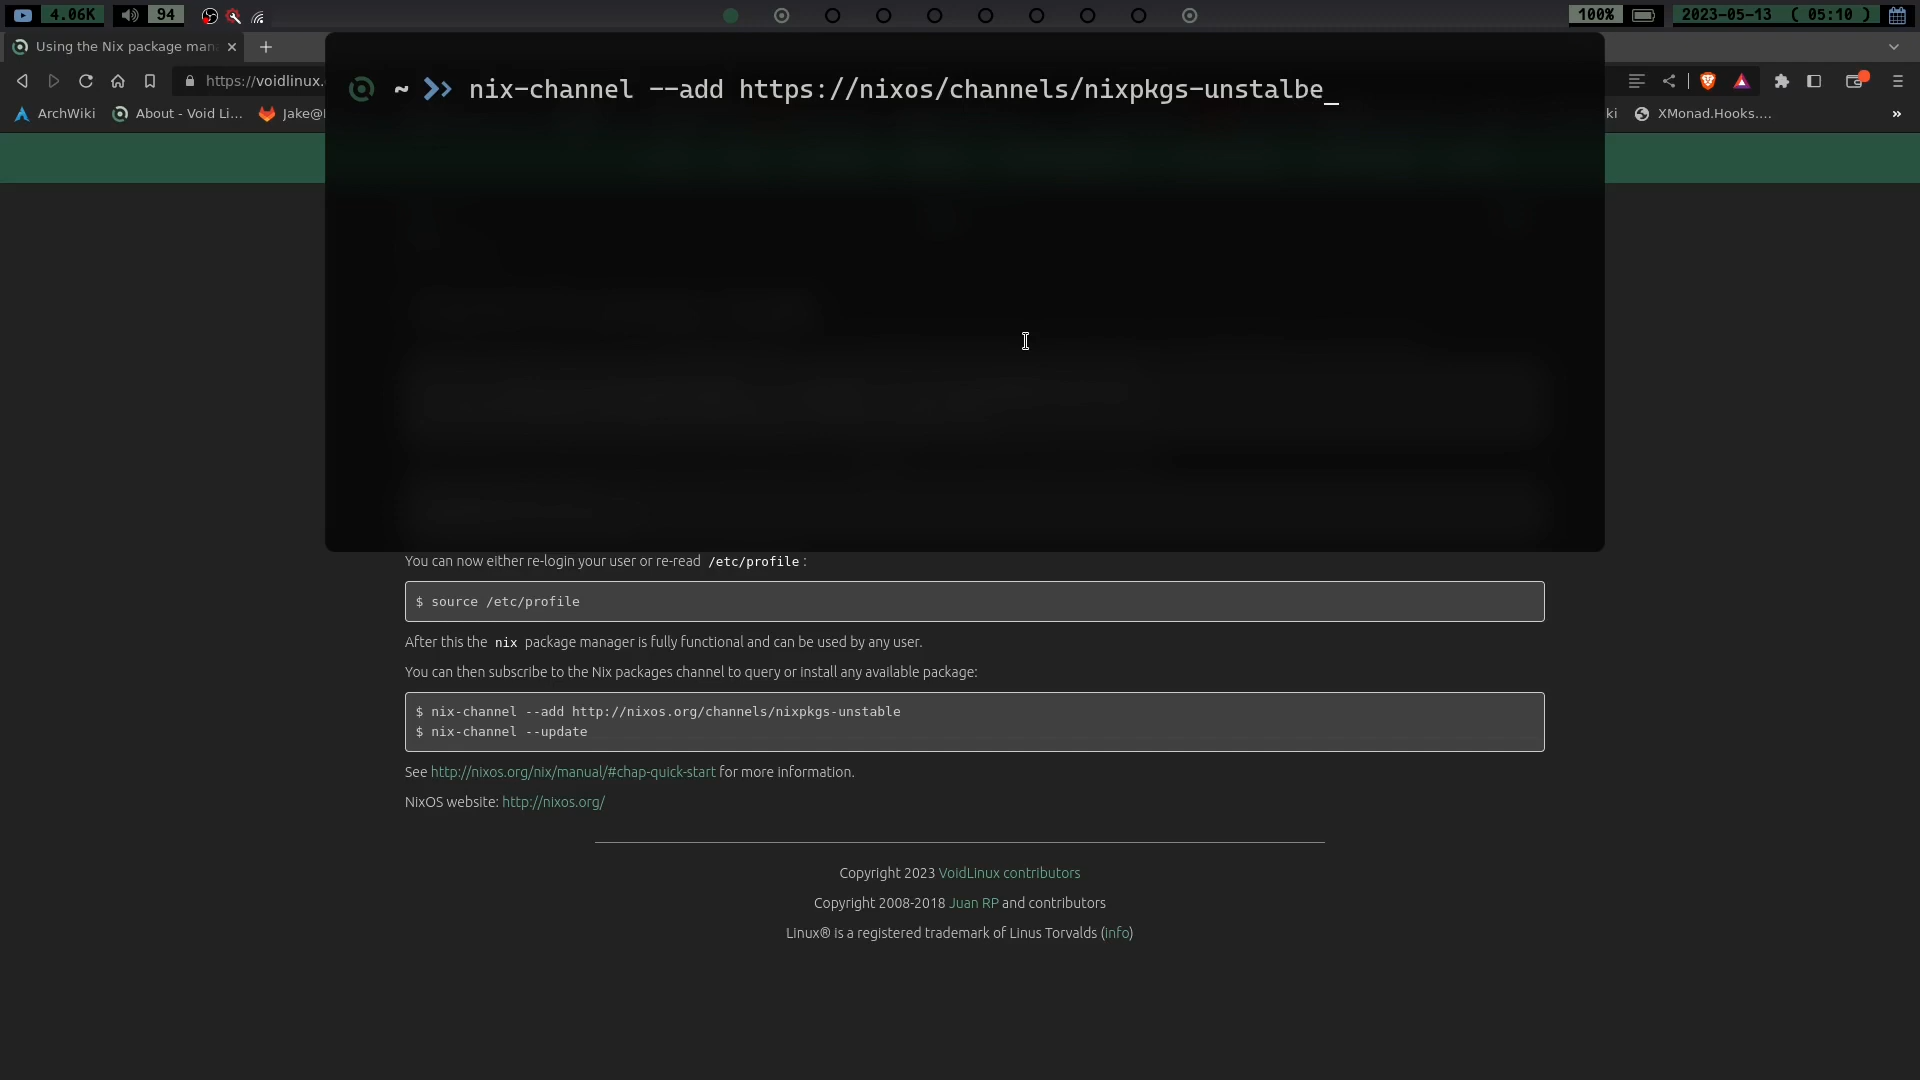 4.06K 94 100% 2023-05-13 ( 05:10 )
Using the Nix package man
https://voidlinux.
ArchWiki About - Void Li... Jake@ ki XMonad.Hooks.... »
~ nix-channel --add https://nixos/channels/nixpkgs-unstalbe_
You can now either re-login your user or re-read /etc/profile :
$ source /etc/profile
After this the nix package manager is fully functional and can be used by any user.
You can then subscribe to the Nix packages channel to query or install any available package:
$ nix-channel --add http://nixos.org/channels/nixpkgs-unstable
$ nix-channel --update
See http://nixos.org/nix/manual/#chap-quick-start for more information.
NixOS website: http://nixos.org/
Copyright 2023 VoidLinux contributors
Copyright 2008-2018 Juan RP and contributors
Linux® is a registered trademark of Linus Torvalds (info)